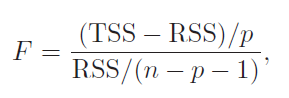 F = (TSS − RSS)/p / RSS/(n − p − 1),